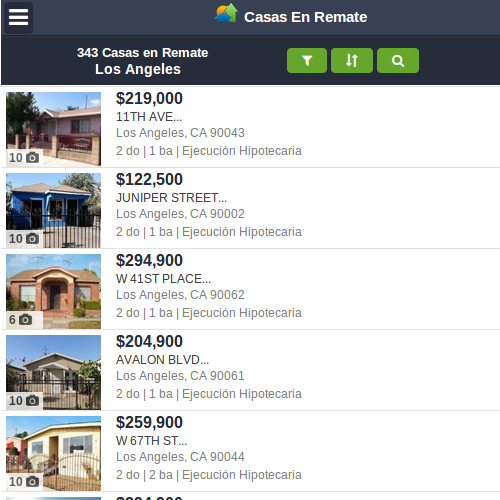 Casas En Remate
343 Casas en Remate
Los Angeles
$219,000
11TH AVE...
Los Angeles, CA 90043
2 do | 1 ba | Ejecución Hipotecaria
10
$122,500
JUNIPER STREET...
Los Angeles, CA 90002
2 do | 1 ba | Ejecución Hipotecaria
10
$294,900
W 41ST PLACE...
Los Angeles, CA 90062
2 do | 1 ba | Ejecución Hipotecaria
6
$204,900
AVALON BLVD...
Los Angeles, CA 90061
2 do | 1 ba | Ejecución Hipotecaria
10
$259,900
W 67TH ST...
Los Angeles, CA 90044
2 do | 2 ba | Ejecución Hipotecaria
10